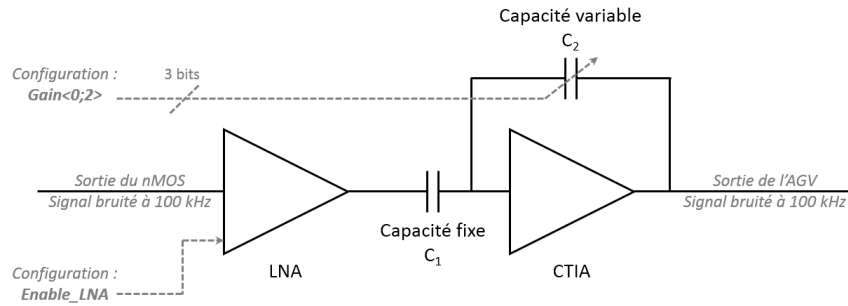 Capacité variable
C2
Configuration :
Gain<0;2>
3 bits
Sortie du nMOS
Signal bruité à 100 kHz
Sortie de l'AGV
Signal bruité à 100 kHz
Capacité fixe
C1
LNA
CTIA
Configuration :
Enable_LNA